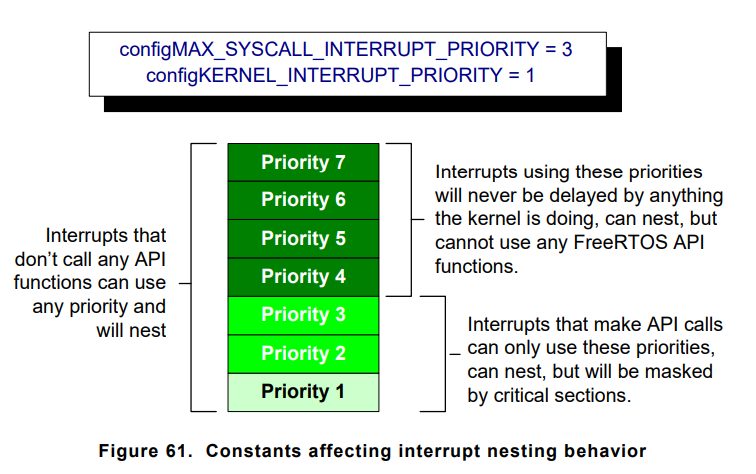 configMAX_SYSCALL_INTERRUPT_PRIORITY = 3
configKERNEL_INTERRUPT_PRIORITY = 1
Interrupts that
don't call any API
functions can use
any priority and
will nest
Priority 7
Priority 6
Priority 5
Priority 4
Priority 3
Priority 2
Priority 1
Interrupts using these priorities
will never be delayed by anything
the kernel is doing, can nest, but
cannot use any FreeRTOS API
functions.
Interrupts that make API calls
can only use these priorities,
can nest, but will be masked
by critical sections.
Figure 61. Constants affecting interrupt nesting behavior